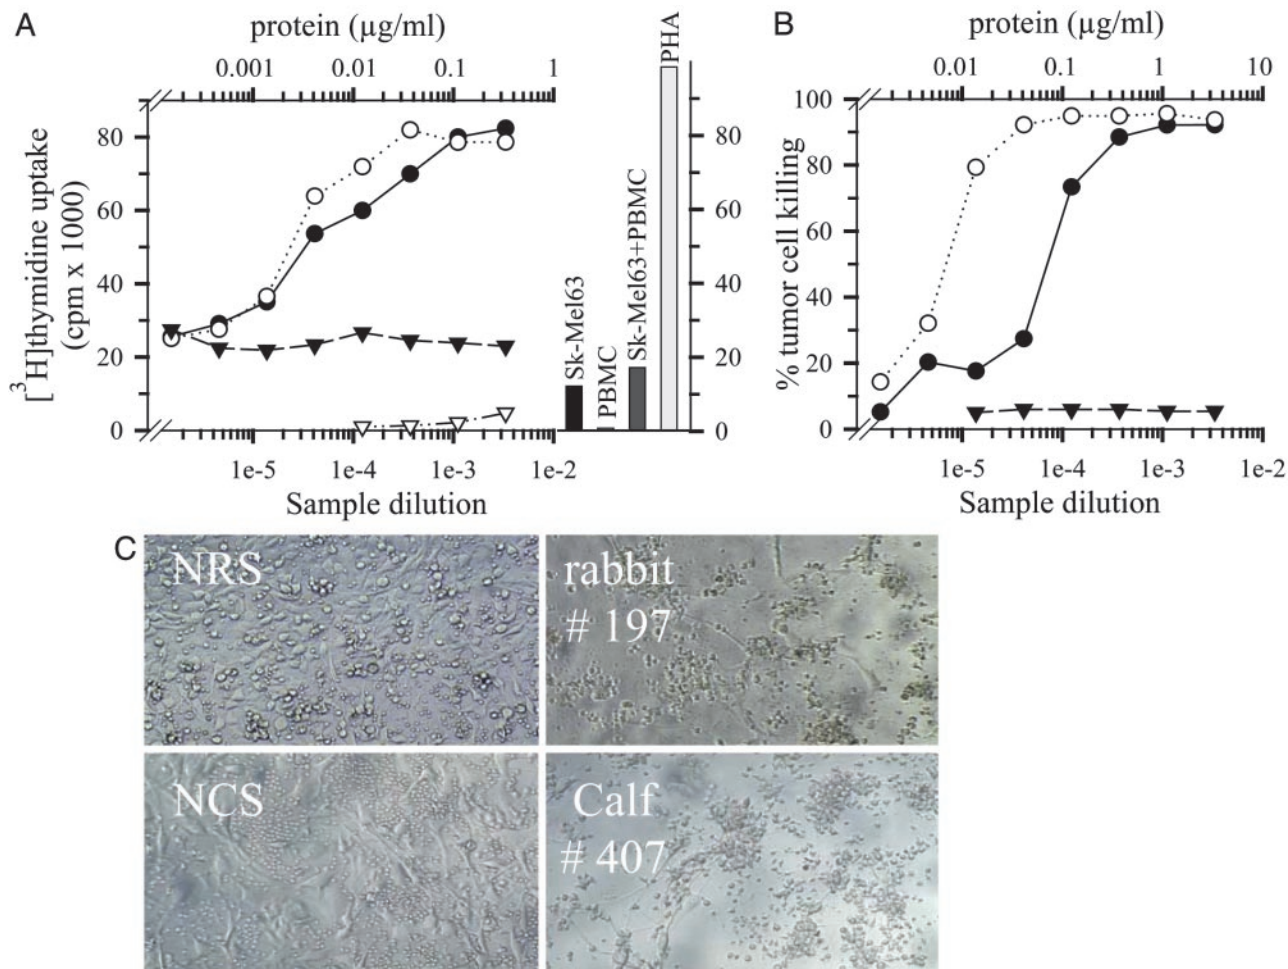 A
protein (µg/ml)
0.001 0.01 0.1 1
[³H]thymidine uptake
(cpm x 1000)
80
60
40
20
0
1e-5 1e-4 1e-3 1e-2
Sample dilution
80
60
40
20
0
Sk-Mel63
PBMC
Sk-Mel63+PBMC
PHA
B
protein (µg/ml)
0.01 0.1 1 10
% tumor cell killing
100
80
60
40
20
0
1e-5 1e-4 1e-3 1e-2
Sample dilution
C
NRS
rabbit
# 197
NCS
Calf
# 407